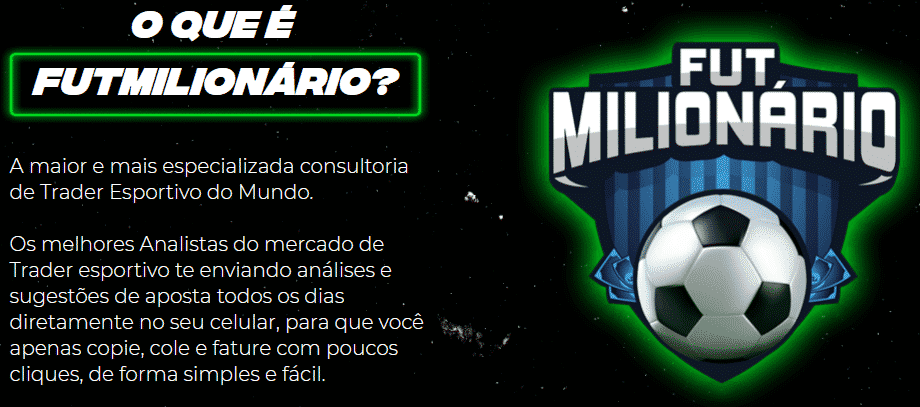 O QUE É
FUTMILIONÁRIO?
A maior e mais especializada consultoria
de Trader Esportivo do Mundo.
Os melhores Analistas do mercado de
Trader esportivo te enviando análises e
sugestões de aposta todos os dias
diretamente no seu celular, para que você
apenas copie, cole e fature com poucos
cliques, de forma simples e fácil.
FUT
MILIONÁRIO